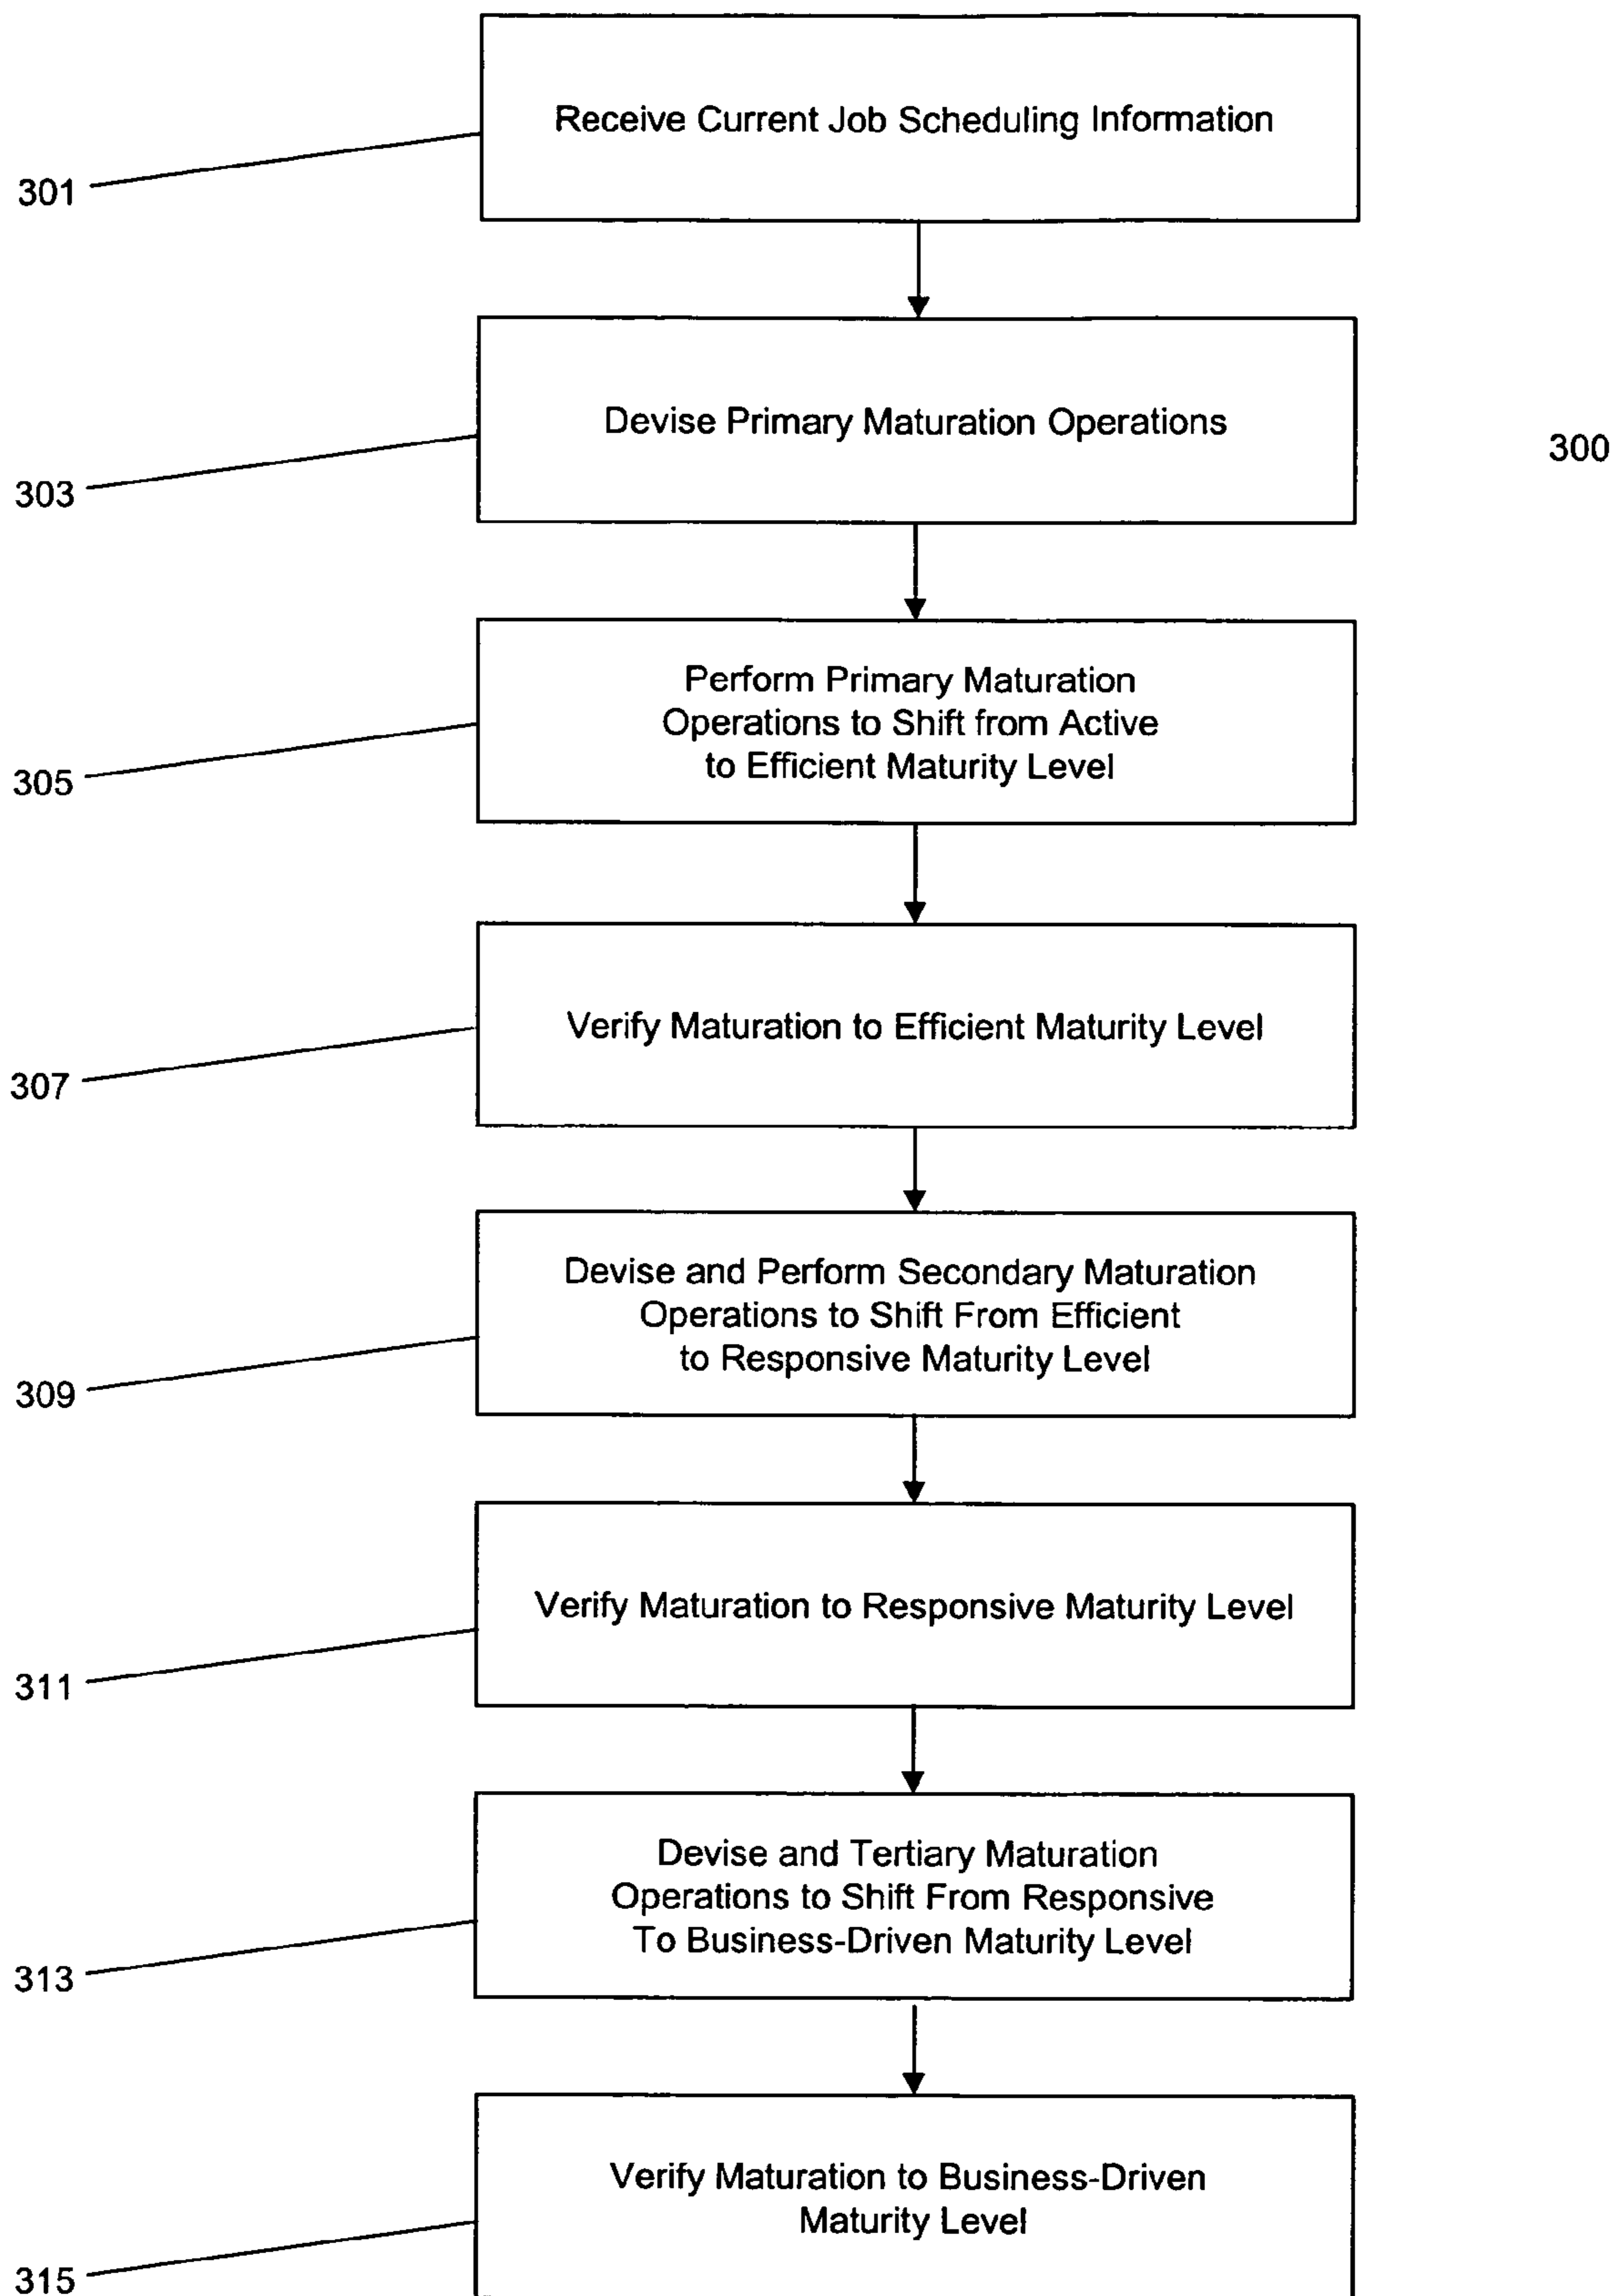 Receive Current Job Scheduling Information
301
Devise Primary Maturation Operations
300
303
Perform Primary Maturation
Operations to Shift from Active
to Efficient Maturity Level
305
Verify Maturation to Efficient Maturity Level
307
Devise and Perform Secondary Maturation
Operations to Shift From Efficient
to Responsive Maturity Level
309
Verify Maturation to Responsive Maturity Level
311
Devise and Tertiary Maturation
Operations to Shift From Responsive
To Business-Driven Maturity Level
313
Verify Maturation to Business-Driven
Maturity Level
315